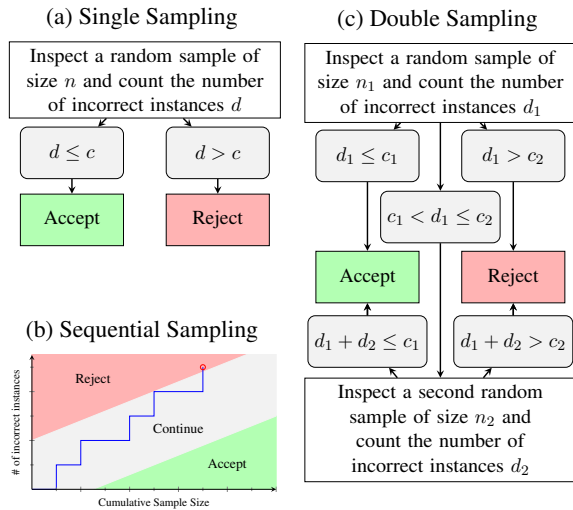 (a) Single Sampling
Inspect a random sample of
size n and count the number
of incorrect instances d
d ≤ c
d > c
Accept
Reject
(b) Sequential Sampling
# of incorrect instances
Reject
Continue
Accept
Cumulative Sample Size
(c) Double Sampling
Inspect a random sample of
size n₁ and count the number
of incorrect instances d₁
d₁ ≤ c₁
d₁ > c₂
c₁ < d₁ ≤ c₂
Accept
Reject
d₁ + d₂ ≤ c₁
d₁ + d₂ > c₂
Inspect a second random
sample of size n₂ and
count the number of
incorrect instances d₂